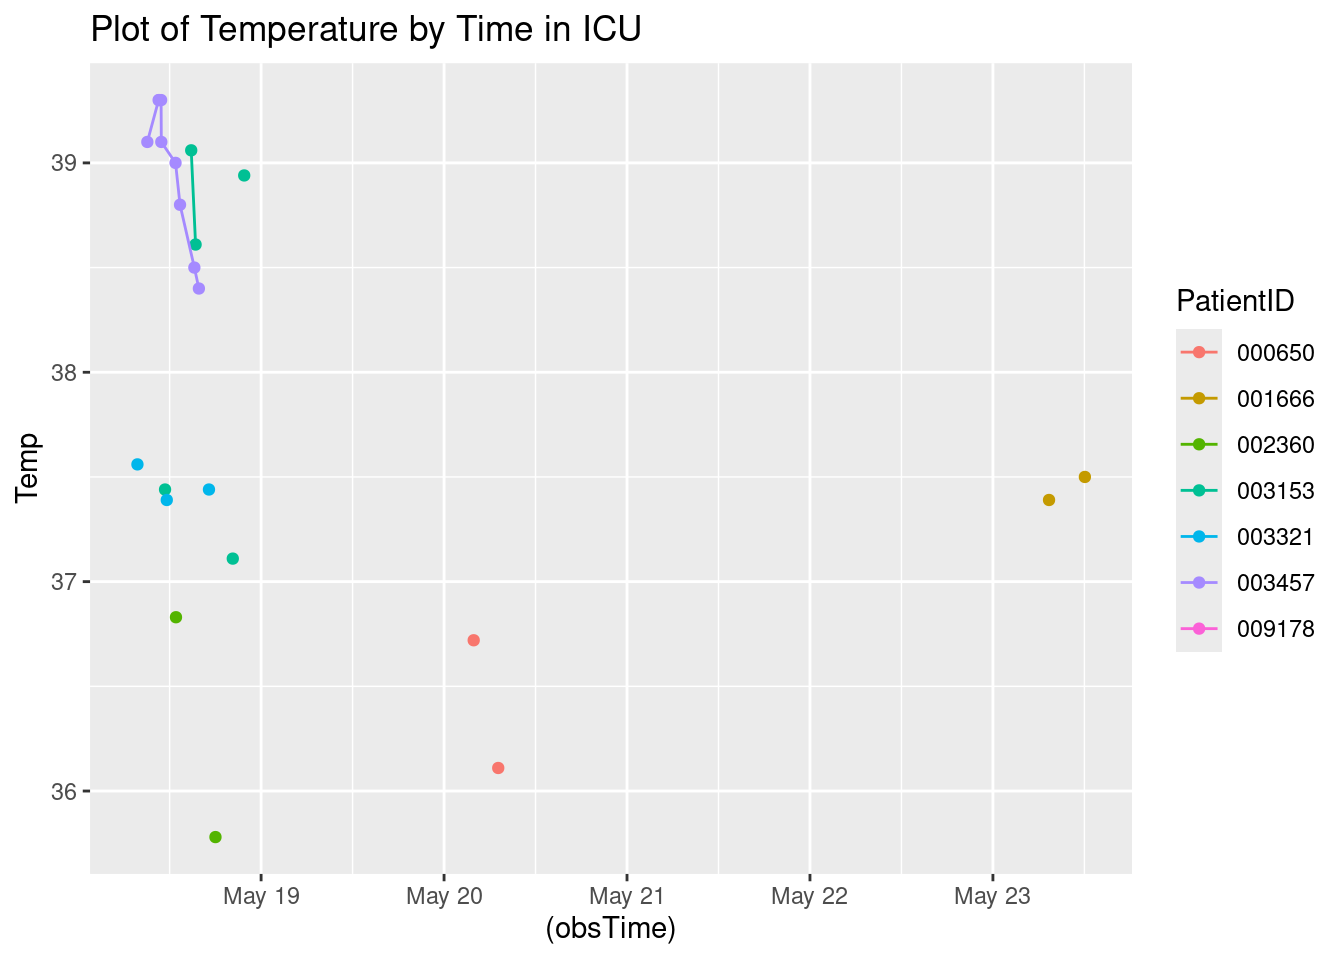 Plot of Temperature by Time in ICU
39
38
37
36
Temp
May 19
May 20
May 21
May 22
May 23
(obsTime)
PatientID
000650
001666
002360
003153
003321
003457
009178